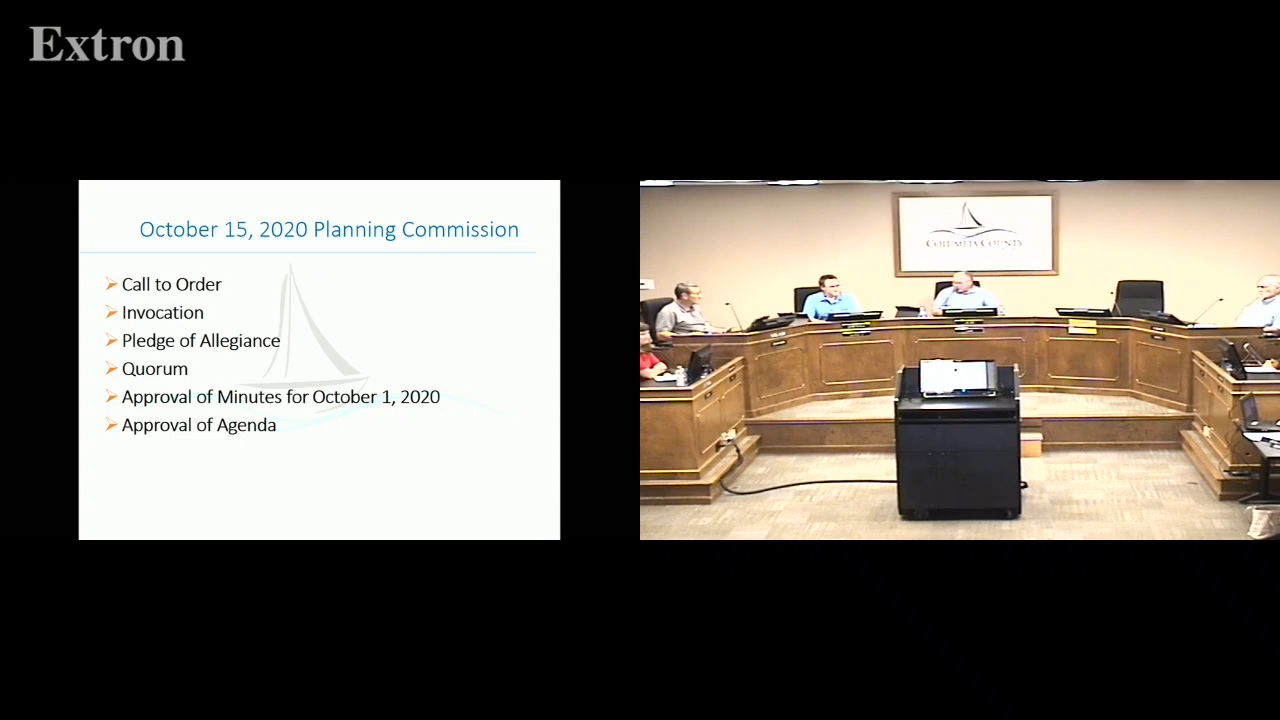 Extron
October 15, 2020 Planning Commission
Call to Order
Invocation
Pledge of Allegiance
Quorum
Approval of Minutes for October 1, 2020
Approval of Agenda
COLUMBIA COUNTY